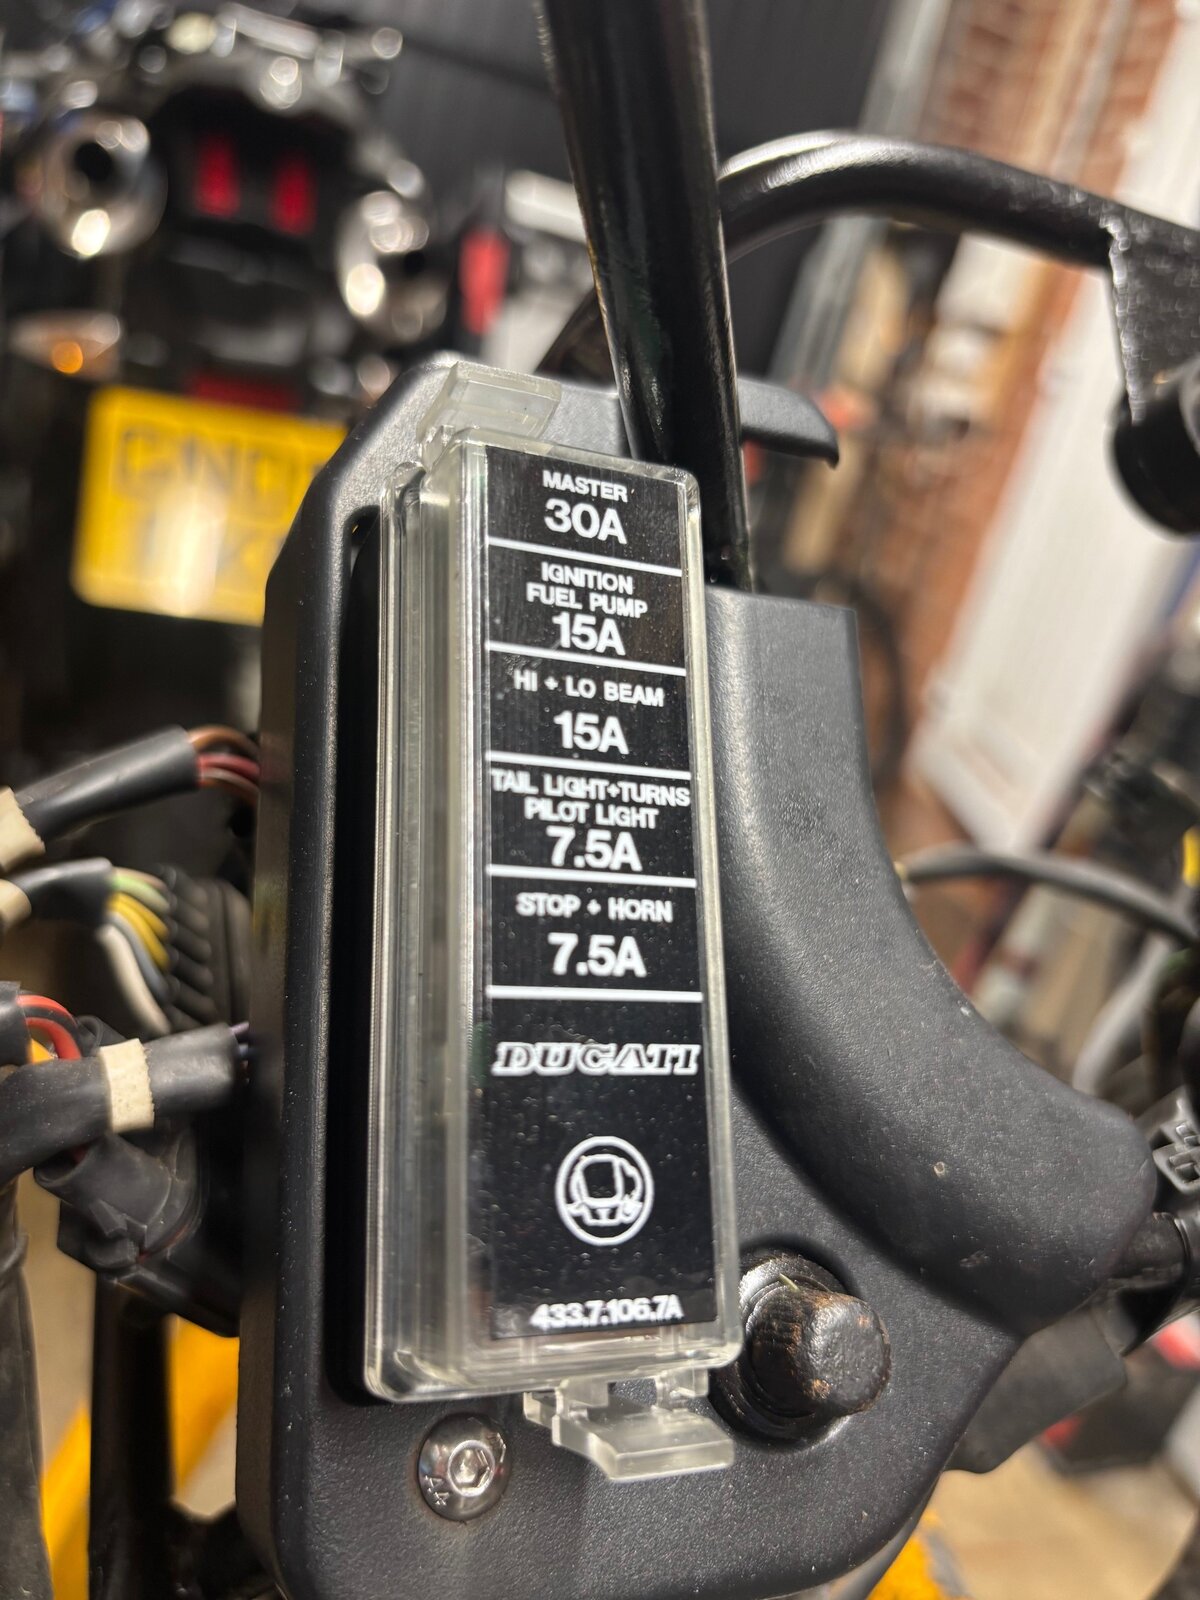 MASTER
30A
IGNITION
FUEL PUMP
15A
HI + LO BEAM
15A
TAIL LIGHT+TURNS
PILOT LIGHT
7.5A
STOP + HORN
7.5A
DUCATI
433.7.106.7A